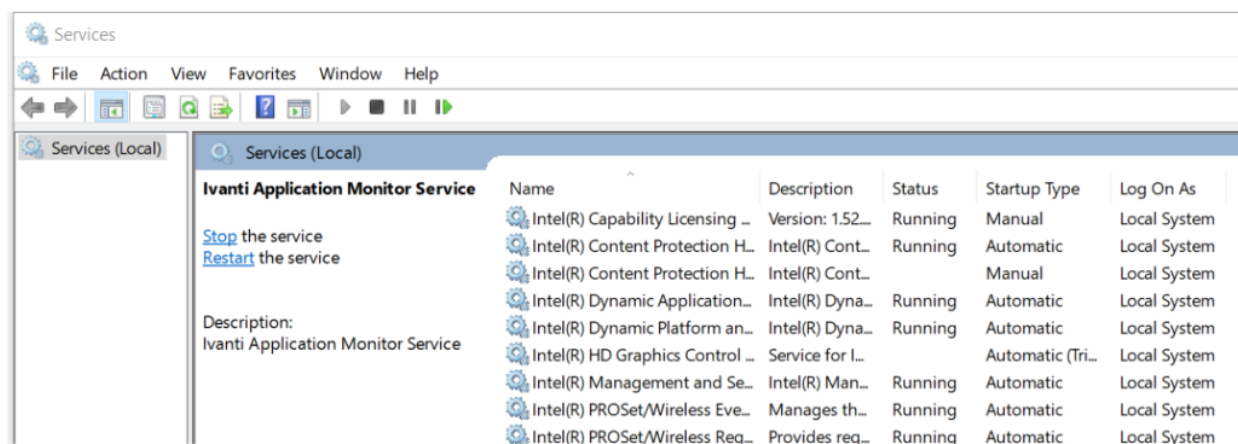 Services
File Action View Favorites Window Help
Services (Local)
Services (Local)
Ivanti Application Monitor Service
Stop the service
Restart the service
Description:
Ivanti Application Monitor Service
Name Description Status Startup Type Log On As
Intel(R) Capability Licensing ... Version: 1.52.... Running Manual Local System
Intel(R) Content Protection H... Intel(R) Cont... Running Automatic Local System
Intel(R) Content Protection H... Intel(R) Cont... Manual Local System
Intel(R) Dynamic Application... Intel(R) Dyna... Running Automatic Local System
Intel(R) Dynamic Platform an... Intel(R) Dyna... Running Automatic Local System
Intel(R) HD Graphics Control ... Service for I... Automatic (Tri... Local System
Intel(R) Management and Se... Intel(R) Man... Running Automatic Local System
Intel(R) PROSet/Wireless Eve... Manages th... Running Automatic Local System
Intel(R) PROSet/Wireless Reg... Provides reg... Running Automatic Local System